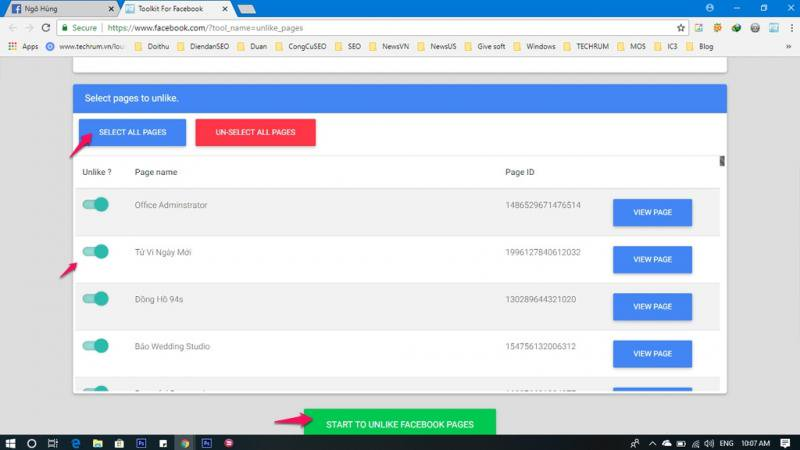 Ngô Hùng
Toolkit For Facebook
Secure
https://www.facebook.com/?tool_name=unlike_pages
Apps
www.techrum.vn/lou
Doithu
DiendanSEO
Duan
CongCuSEO
SEO
NewsVN
NewsUS
Give soft
Windows
TECHRUM
MOS
IC3
Blog
Select pages to unlike.
SELECT ALL PAGES
UN-SELECT ALL PAGES
Unlike ?
Page name
Page ID
Office Adminstrator
1486529671476514
VIEW PAGE
Tử Vi Ngày Mới
1996127840612032
VIEW PAGE
Đồng Hồ 94s
130289644321020
VIEW PAGE
Bảo Wedding Studio
154756132006312
VIEW PAGE
START TO UNLIKE FACEBOOK PAGES
ENG
10:07 AM